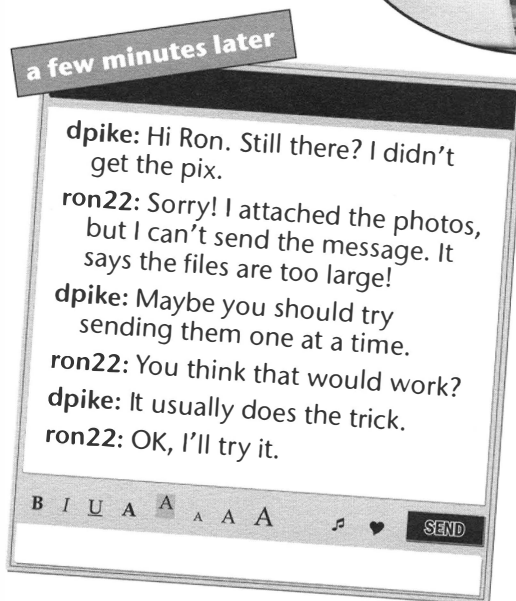 a few minutes later
dpike: Hi Ron. Still there? I didn't
get the pix.
ron22: Sorry! I attached the photos,
but I can't send the message. It
says the files are too large!
dpike: Maybe you should try
sending them one at a time.
ron22: You think that would work?
dpike: It usually does the trick.
ron22: OK, I'll try it.
B I U A A A A A SEND